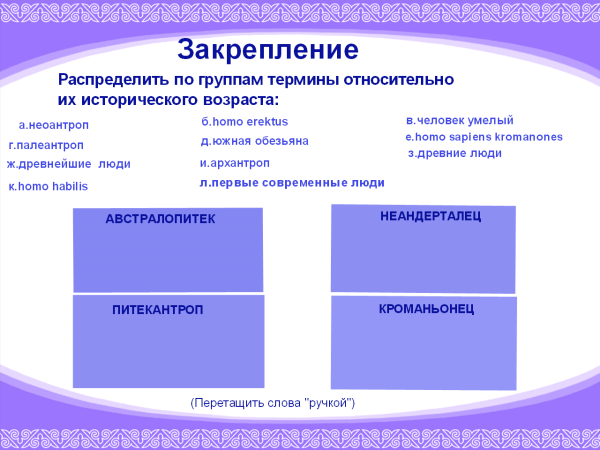 Закрепление
Распределить по группам термины относительно
их исторического возраста:
а.неоантроп
б.homo erektus
в.человек умелый
г.палеантроп
д.южная обезьяна
е.homo sapiens kromanones
ж.древнейшие люди
и.архантроп
з.древние люди
к.homo habilis
л.первые современные люди
АВСТРАЛОПИТЕК
НЕАНДЕРТАЛЕЦ
ПИТЕКАНТРОП
КРОМАНЬОНЕЦ
(Перетащить слова "ручкой")